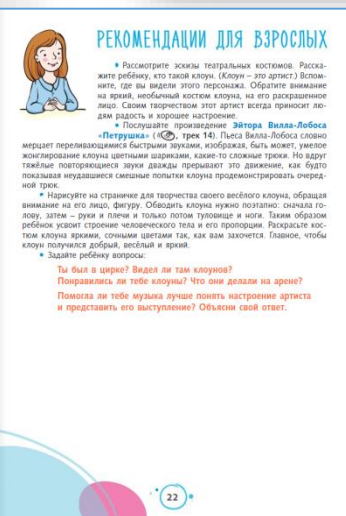 РЕКОМЕНДАЦИИ ДЛЯ ВЗРОСЛЫХ
• Рассмотрите эскизы театральных костюмов. Расска-
жите ребёнку, кто такой клоун. (Клоун – это артист.) Вспом-
ните, где вы видели этого персонажа. Обратите внимание
на яркий, необычный костюм клоуна, на его раскрашенное
лицо. Своим творчеством этот артист всегда приносит лю-
дям радость и хорошее настроение.
• Послушайте произведение Эйтора Вилла-Лобоса
«Петрушка» (, трек 14). Пьеса Вилла-Лобоса словно
мерцает переливающимися быстрыми звуками, изображая, быть может, умелое
жонглирование клоуна цветными шариками, какие-то сложные трюки. Но вдруг
тяжёлые повторяющиеся звуки дважды прерывают это движение, как будто
показывая неудавшиеся смешные попытки клоуна продемонстрировать очеред-
ной трюк.
• Нарисуйте на страничке для творчества своего весёлого клоуна, обращая
внимание на его лицо, фигуру. Обводить клоуна нужно поэтапно: сначала го-
лову, затем – руки и плечи и только потом туловище и ноги. Таким образом
ребёнок усвоит строение человеческого тела и его пропорции. Раскрасьте кос-
тюм клоуна яркими, сочными цветами так, как вам захочется. Главное, чтобы
клоун получился добрый, весёлый и яркий.
• Задайте ребёнку вопросы:
Ты был в цирке? Видел ли там клоунов?
Понравились ли тебе клоуны? Что они делали на арене?
Помогла ли тебе музыка лучше понять настроение артиста
и представить его выступление? Объясни свой ответ.
22